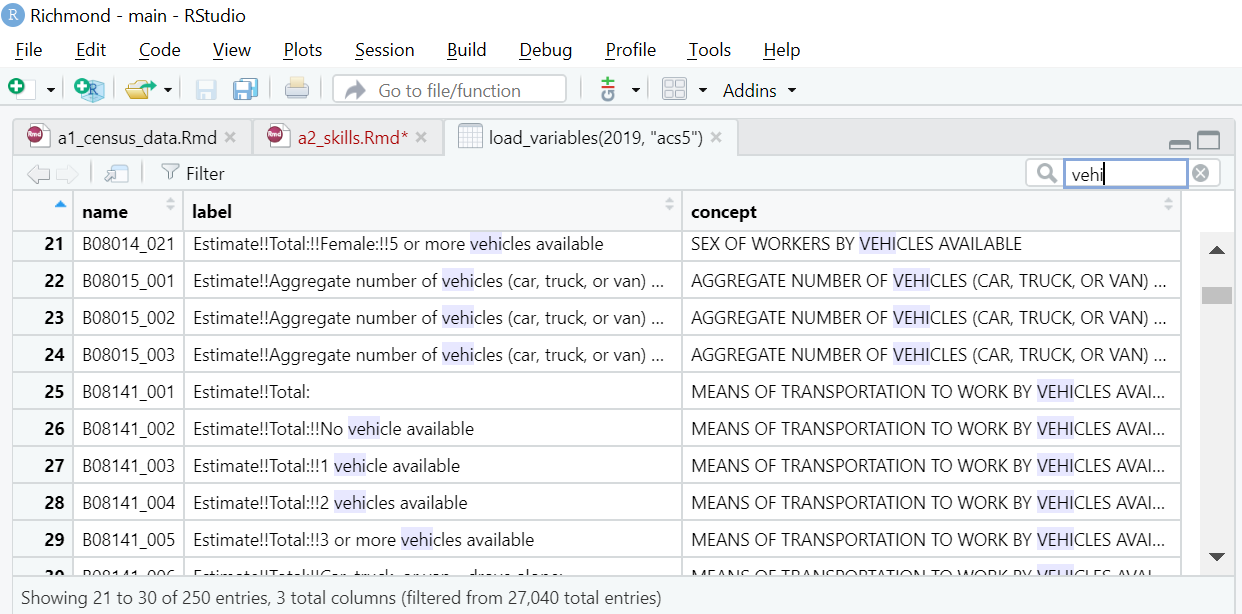 R Richmond - main - RStudio
File Edit Code View Plots Session Build Debug Profile Tools Help
Go to file/function Addins
a1_census_data.Rmd a2_skills.Rmd* load_variables(2019, "acs5")
Filter vehi
name label concept
21 B08014_021 Estimate!!Total:!!Female:!!5 or more vehicles available SEX OF WORKERS BY VEHICLES AVAILABLE
22 B08015_001 Estimate!!Aggregate number of vehicles (car, truck, or van) ... AGGREGATE NUMBER OF VEHICLES (CAR, TRUCK, OR VAN) ...
23 B08015_002 Estimate!!Aggregate number of vehicles (car, truck, or van) ... AGGREGATE NUMBER OF VEHICLES (CAR, TRUCK, OR VAN) ...
24 B08015_003 Estimate!!Aggregate number of vehicles (car, truck, or van) ... AGGREGATE NUMBER OF VEHICLES (CAR, TRUCK, OR VAN) ...
25 B08141_001 Estimate!!Total: MEANS OF TRANSPORTATION TO WORK BY VEHICLES AVAI...
26 B08141_002 Estimate!!Total:!!No vehicle available MEANS OF TRANSPORTATION TO WORK BY VEHICLES AVAI...
27 B08141_003 Estimate!!Total:!!1 vehicle available MEANS OF TRANSPORTATION TO WORK BY VEHICLES AVAI...
28 B08141_004 Estimate!!Total:!!2 vehicles available MEANS OF TRANSPORTATION TO WORK BY VEHICLES AVAI...
29 B08141_005 Estimate!!Total:!!3 or more vehicles available MEANS OF TRANSPORTATION TO WORK BY VEHICLES AVAI...
Showing 21 to 30 of 250 entries, 3 total columns (filtered from 27,040 total entries)